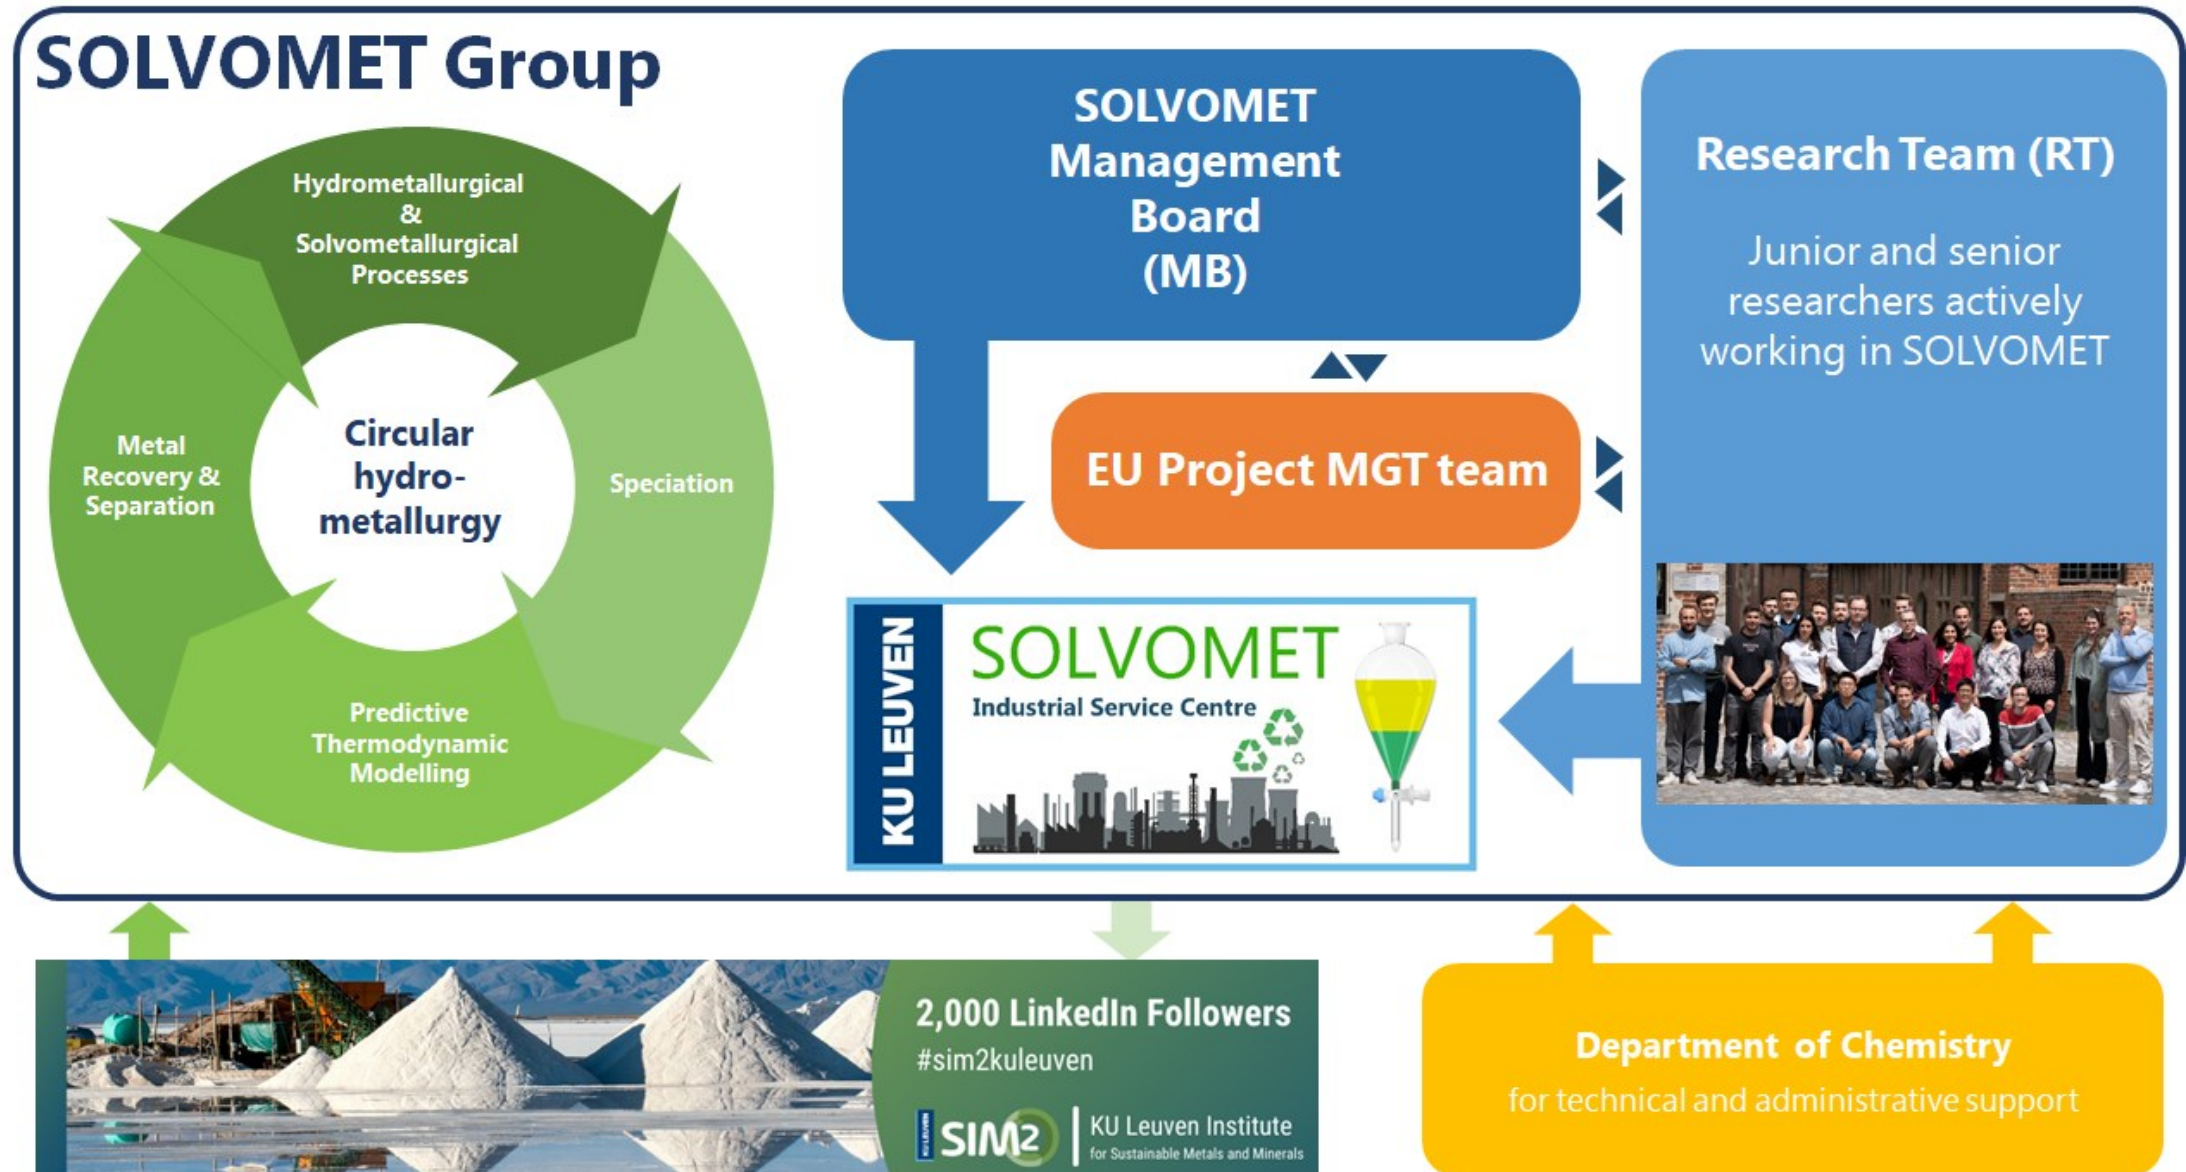 SOLVOMET Group
Hydrometallurgical
&
Solvometallurgical
Processes
Speciation
Predictive
Thermodynamic
Modelling
Metal
Recovery &
Separation
Circular
hydro-
metallurgy
SOLVOMET
Management
Board
(MB)
EU Project MGT team
Research Team (RT)
Junior and senior
researchers actively
working in SOLVOMET
KU LEUVEN
SOLVOMET
Industrial Service Centre
2,000 LinkedIn Followers
#sim2kuleuven
KU LEUVEN
SIM2
KU Leuven Institute
for Sustainable Metals and Minerals
Department of Chemistry
for technical and administrative support